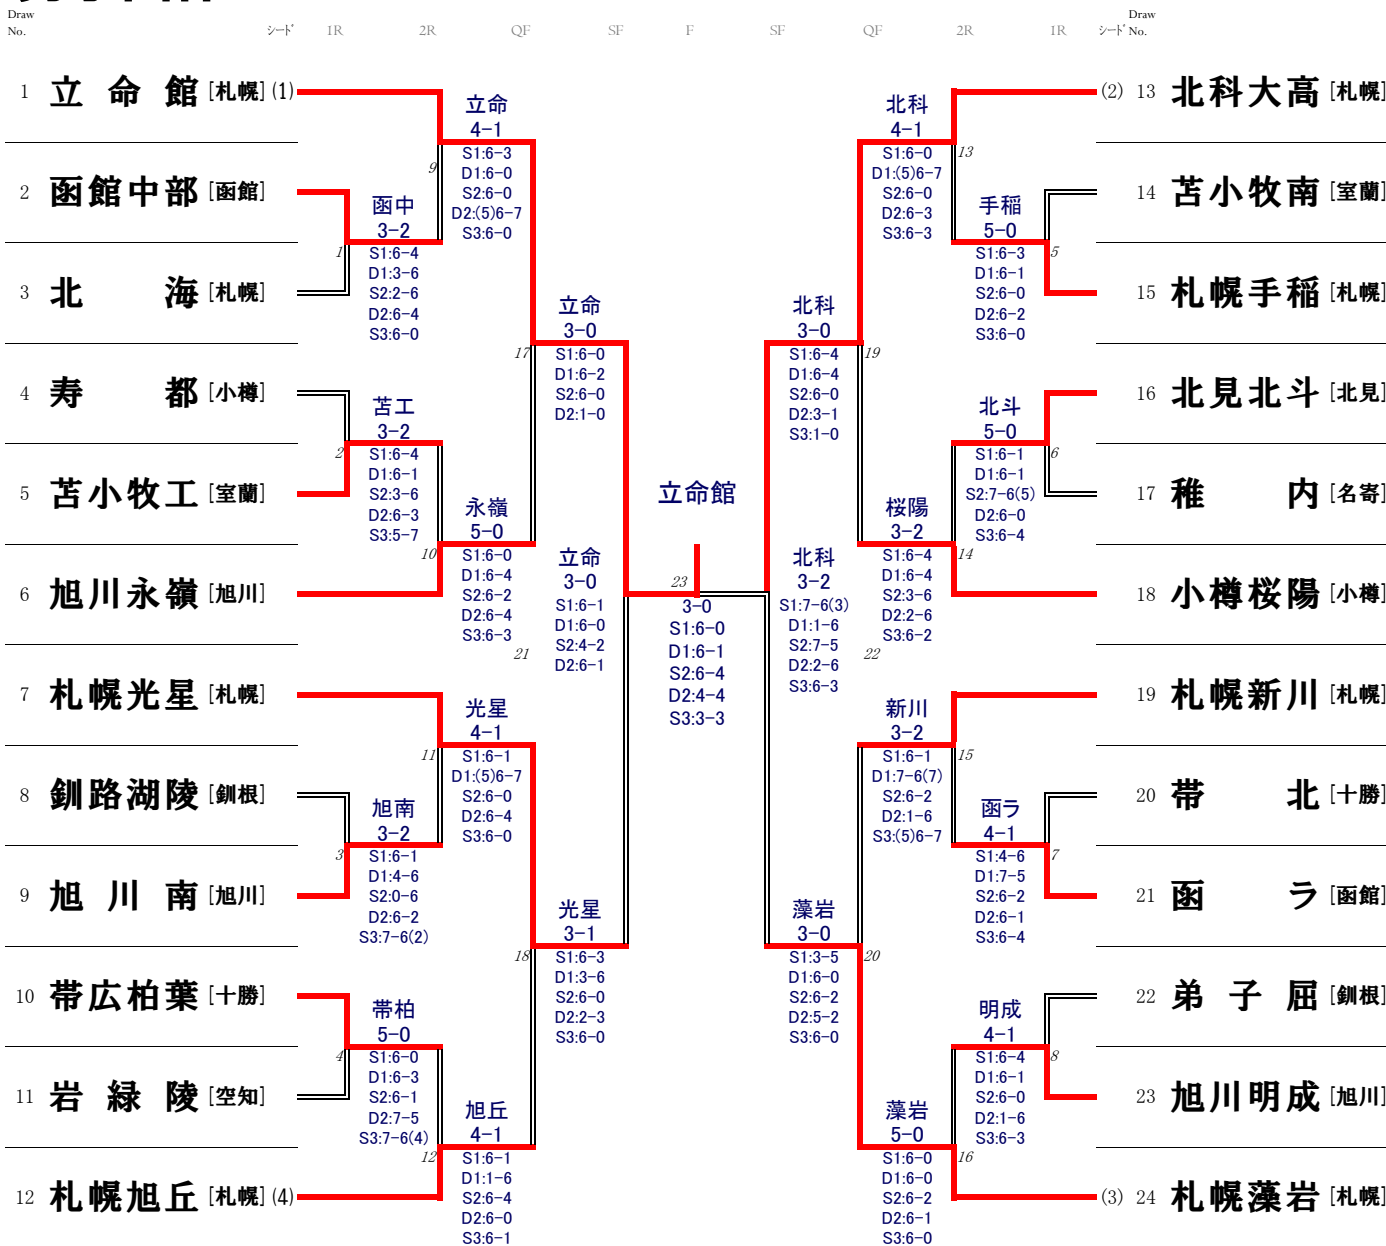 Draw
No.
シード 1R 2R QF SF F SF QF 2R 1R シード
Draw
No.
1 立命館 [札幌] (1)
2 函館中部 [函館]
3 北海 [札幌]
4 寿都 [小樽]
5 苫小牧工 [室蘭]
6 旭川永嶺 [旭川]
7 札幌光星 [札幌]
8 釧路湖陵 [釧根]
9 旭川南 [旭川]
10 帯広柏葉 [十勝]
11 岩緑陵 [空知]
12 札幌旭丘 [札幌] (4)
1
函中
3-2
S1:6-4
D1:3-6
S2:2-6
D2:6-4
S3:6-0
2
苫工
3-2
S1:6-4
D1:6-1
S2:3-6
D2:6-3
S3:5-7
3
旭南
3-2
S1:6-1
D1:4-6
S2:0-6
D2:6-2
S3:7-6(2)
4
帯柏
5-0
S1:6-0
D1:6-3
S2:6-1
D2:7-5
S3:7-6(4)
9
立命
4-1
S1:6-3
D1:6-0
S2:6-0
D2:(5)6-7
S3:6-0
10
永嶺
5-0
S1:6-0
D1:6-4
S2:6-2
D2:6-4
S3:6-3
11
光星
4-1
S1:6-1
D1:(5)6-7
S2:6-0
D2:6-4
S3:6-0
12
旭丘
4-1
S1:6-1
D1:1-6
S2:6-4
D2:6-0
S3:6-1
17
立命
3-0
S1:6-0
D1:6-2
S2:6-0
D2:1-0
18
光星
3-1
S1:6-3
D1:3-6
S2:6-0
D2:2-3
S3:6-0
21
立命
3-0
S1:6-1
D1:6-0
S2:4-2
D2:6-1
立命館
23
3-0
S1:6-0
D1:6-1
S2:6-4
D2:4-4
S3:3-3
22
北科
3-2
S1:7-6(3)
D1:1-6
S2:7-5
D2:2-6
S3:6-3
19
北科
3-0
S1:6-4
D1:6-4
S2:6-0
D2:3-1
S3:1-0
20
藻岩
3-0
S1:3-5
D1:6-0
S2:6-2
D2:5-2
S3:6-0
13
北科
4-1
S1:6-0
D1:(5)6-7
S2:6-0
D2:6-3
S3:6-3
14
桜陽
3-2
S1:6-4
D1:6-4
S2:3-6
D2:2-6
S3:6-2
15
新川
3-2
S1:6-1
D1:7-6(7)
S2:6-2
D2:1-6
S3:(5)6-7
16
藻岩
5-0
S1:6-0
D1:6-0
S2:6-2
D2:6-1
S3:6-0
5
手稲
5-0
S1:6-3
D1:6-1
S2:6-0
D2:6-2
S3:6-0
6
北斗
5-0
S1:6-1
D1:6-1
S2:7-6(5)
D2:6-0
S3:6-4
7
函ラ
4-1
S1:4-6
D1:7-5
S2:6-2
D2:6-1
S3:6-4
8
明成
4-1
S1:6-4
D1:6-1
S2:6-0
D2:1-6
S3:6-3
(2) 13 北科大高 [札幌]
14 苫小牧南 [室蘭]
15 札幌手稲 [札幌]
16 北見北斗 [北見]
17 稚内 [名寄]
18 小樽桜陽 [小樽]
19 札幌新川 [札幌]
20 帯北 [十勝]
21 函ラ [函館]
22 弟子屈 [釧根]
23 旭川明成 [旭川]
(3) 24 札幌藻岩 [札幌]